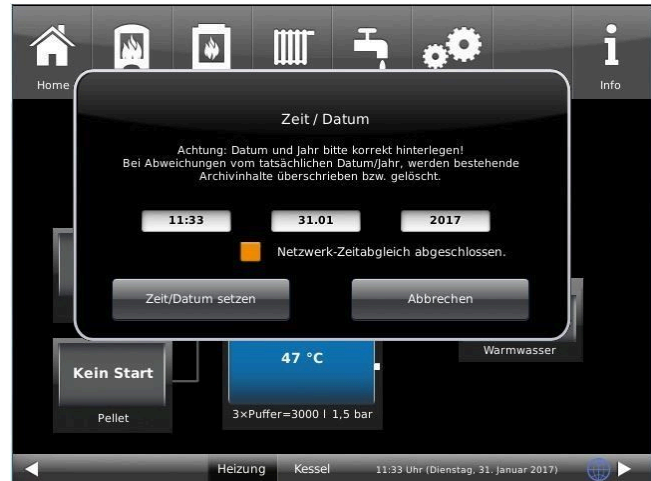 Home
Info
Zeit / Datum
Achtung: Datum und Jahr bitte korrekt hinterlegen!
Bei Abweichungen vom tatsächlichen Datum/Jahr, werden bestehende
Archivinhalte überschrieben bzw. gelöscht.
11:33 31.01 2017
Netzwerk-Zeitabgleich abgeschlossen.
Zeit/Datum setzen Abbrechen
47 °C
Warmwasser
Kein Start
Pellet
3×Puffer=3000 l 1,5 bar
Heizung Kessel 11:33 Uhr (Dienstag, 31. Januar 2017)